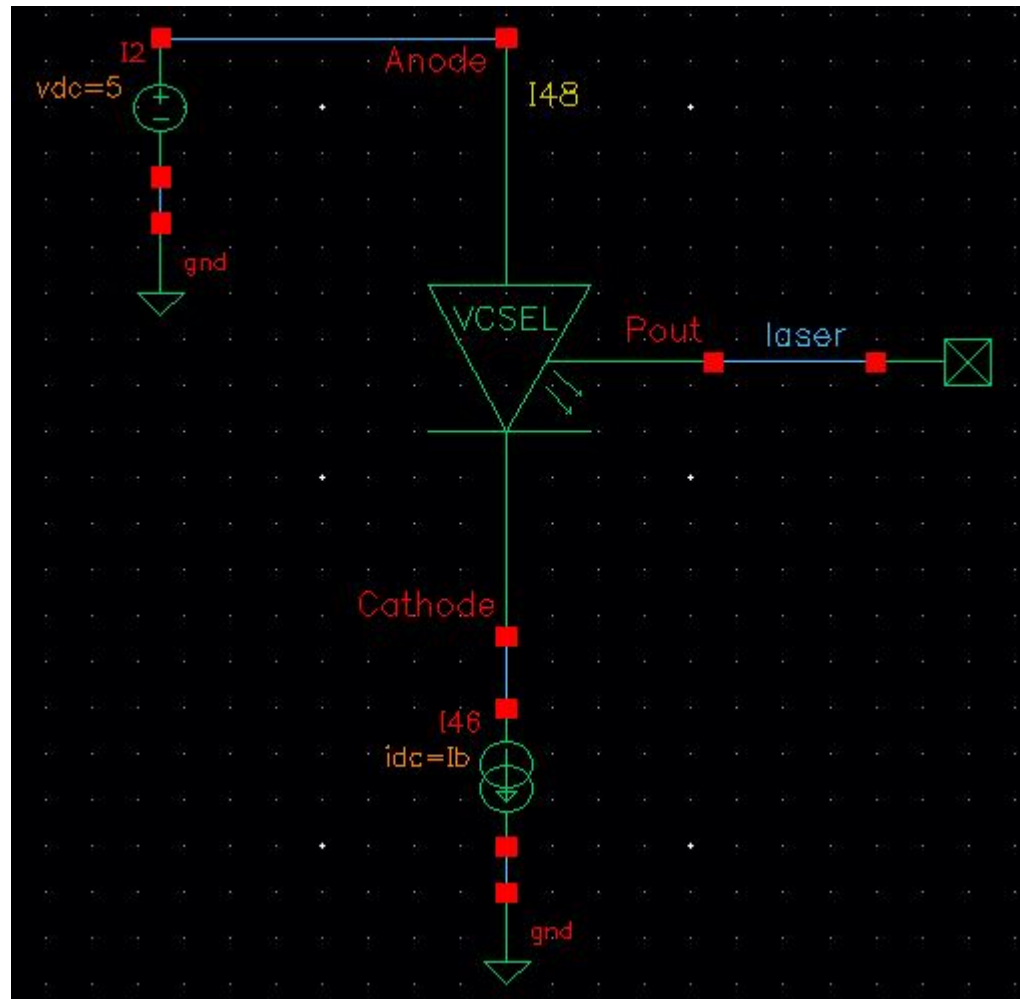 I2
Anode
vdc=5
I48
gnd
VCSEL
Pout
laser
Cathode
I46
idc=Ib
gnd